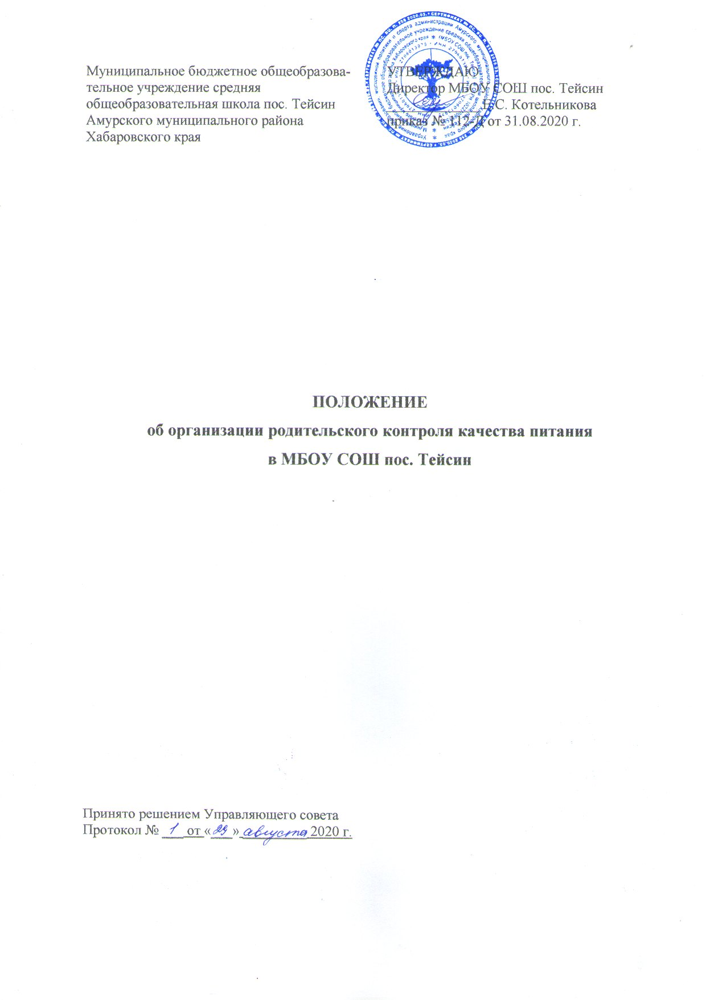 Муниципальное бюджетное общеобразова-
тельное учреждение средняя
общеобразовательная школа пос. Тейсин
Амурского муниципального района
Хабаровского края
УТВЕРЖДАЮ
Директор МБОУ СОШ пос. Тейсин
Е.С. Котельникова
приказ № 112-Д от 31.08.2020 г.
ПОЛОЖЕНИЕ
об организации родительского контроля качества питания
в МБОУ СОШ пос. Тейсин
Принято решением Управляющего совета
Протокол № 1 от «29» августа 2020 г.